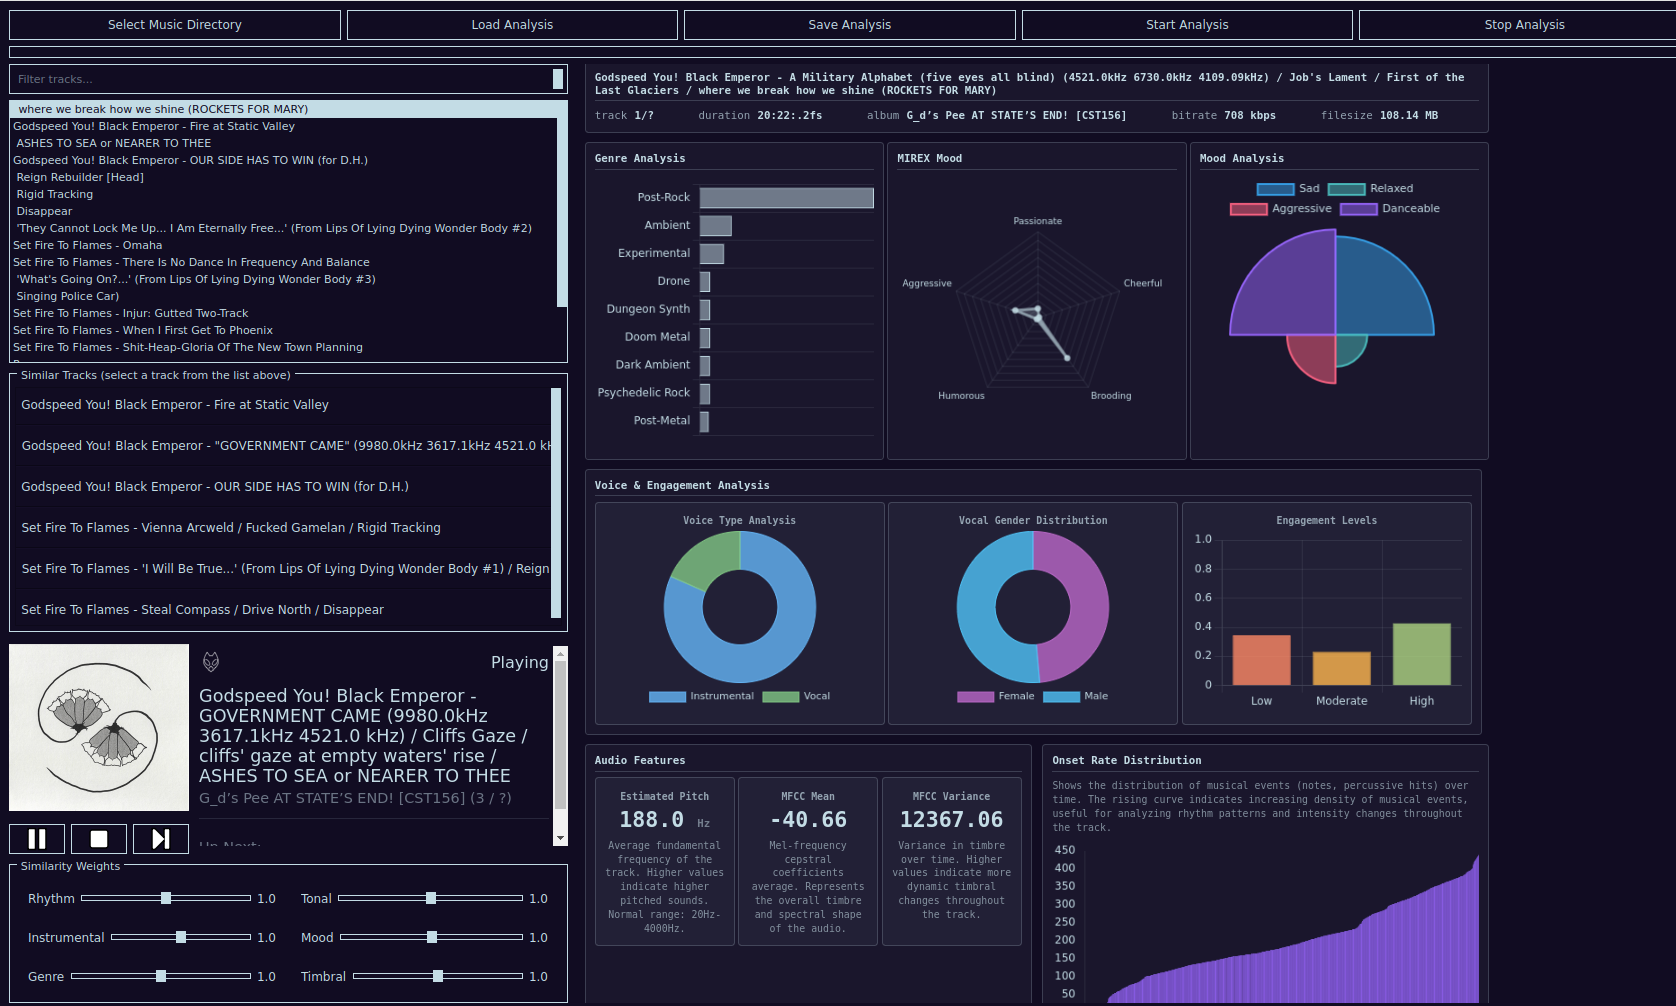 Select Music Directory
Load Analysis
Save Analysis
Start Analysis
Stop Analysis
Filter tracks...
where we break how we shine (ROCKETS FOR MARY)
Godspeed You! Black Emperor - Fire at Static Valley
ASHES TO SEA or NEARER TO THEE
Godspeed You! Black Emperor - OUR SIDE HAS TO WIN (for D.H.)
Reign Rebuilder [Head]
Rigid Tracking
Disappear
'They Cannot Lock Me Up... I Am Eternally Free...' (From Lips Of Lying Dying Wonder Body #2)
Set Fire To Flames - Omaha
Set Fire To Flames - There Is No Dance In Frequency And Balance
'What's Going On?...' (From Lips Of Lying Dying Wonder Body #3)
Singing Police Car)
Set Fire To Flames - Injur: Gutted Two-Track
Set Fire To Flames - When I First Get To Phoenix
Set Fire To Flames - Shit-Heap-Gloria Of The New Town Planning
Similar Tracks (select a track from the list above)
Godspeed You! Black Emperor - Fire at Static Valley
Godspeed You! Black Emperor - "GOVERNMENT CAME" (9980.0kHz 3617.1kHz 4521.0 kH
Godspeed You! Black Emperor - OUR SIDE HAS TO WIN (for D.H.)
Set Fire To Flames - Vienna Arcweld / Fucked Gamelan / Rigid Tracking
Set Fire To Flames - 'I Will Be True...' (From Lips Of Lying Dying Wonder Body #1) / Reign
Set Fire To Flames - Steal Compass / Drive North / Disappear
Playing
Godspeed You! Black Emperor -
GOVERNMENT CAME (9980.0kHz
3617.1kHz 4521.0 kHz) / Cliffs Gaze /
cliffs' gaze at empty waters' rise /
ASHES TO SEA or NEARER TO THEE
G_d’s Pee AT STATE’S END! [CST156] (3 / ?)
Up Next:
Similarity Weights
Rhythm 1.0
Tonal 1.0
Instrumental 1.0
Mood 1.0
Genre 1.0
Timbral 1.0
Godspeed You! Black Emperor - A Military Alphabet (five eyes all blind) (4521.0kHz 6730.0kHz 4109.09kHz) / Job's Lament / First of the
Last Glaciers / where we break how we shine (ROCKETS FOR MARY)
track 1/? duration 20:22:.2fs album G_d’s Pee AT STATE’S END! [CST156] bitrate 708 kbps filesize 108.14 MB
Genre Analysis
Post-Rock
Ambient
Experimental
Drone
Dungeon Synth
Doom Metal
Dark Ambient
Psychedelic Rock
Post-Metal
MIREX Mood
Passionate
Aggressive
Cheerful
Humorous
Brooding
Mood Analysis
Sad Relaxed
Aggressive Danceable
Voice & Engagement Analysis
Voice Type Analysis
Instrumental Vocal
Vocal Gender Distribution
Female Male
Engagement Levels
1.0
0.8
0.6
0.4
0.2
0
Low Moderate High
Audio Features
Estimated Pitch
188.0 Hz
Average fundamental
frequency of the
track. Higher values
indicate higher
pitched sounds.
Normal range: 20Hz-
4000Hz.
MFCC Mean
-40.66
Mel-frequency
cepstral
coefficients
average. Represents
the overall timbre
and spectral shape
of the audio.
MFCC Variance
12367.06
Variance in timbre
over time. Higher
values indicate more
dynamic timbral
changes throughout
the track.
Onset Rate Distribution
Shows the distribution of musical events (notes, percussive hits) over
time. The rising curve indicates increasing density of musical events,
useful for analyzing rhythm patterns and intensity changes throughout
the track.
450
400
350
300
250
200
150
100
50